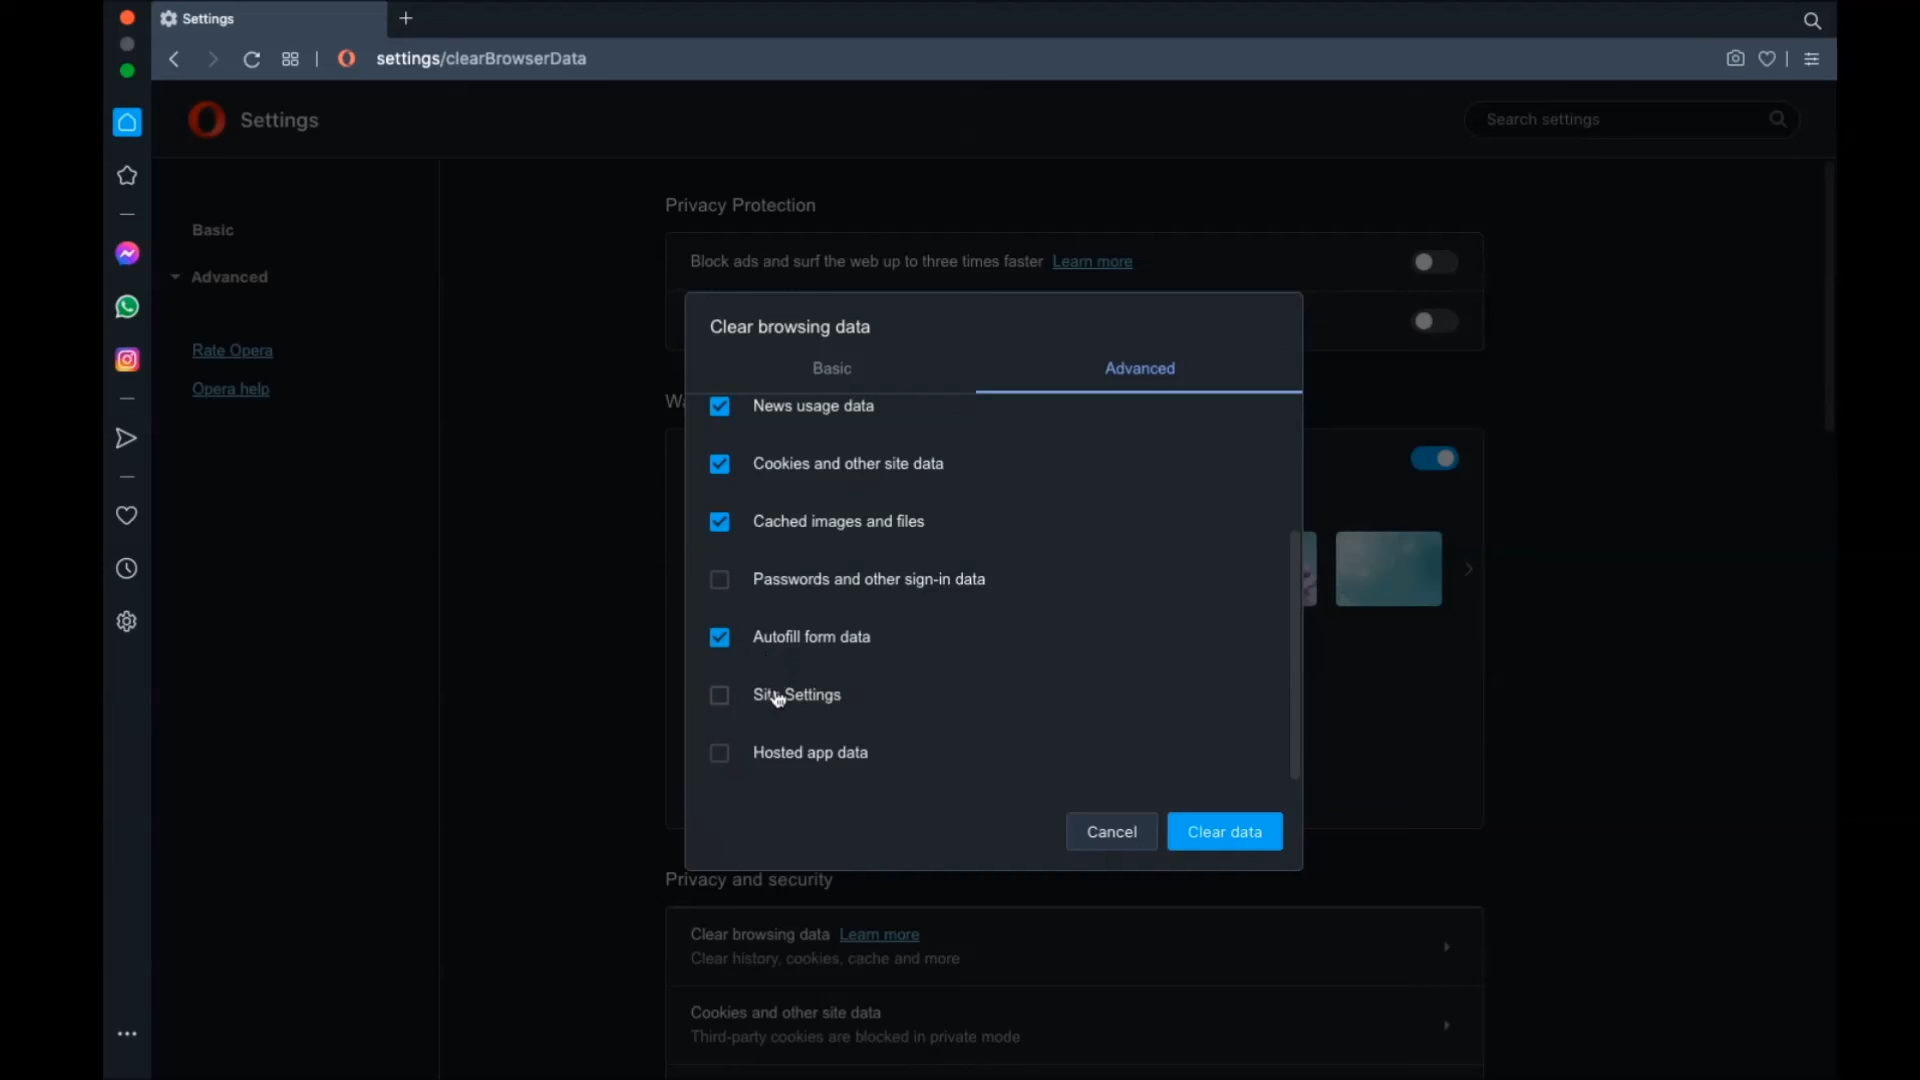 Settings
settings/clearBrowserData
Settings
Search settings
Basic
Advanced
Rate Opera
Opera help
Privacy Protection
Block ads and surf the web up to three times faster Learn more
Clear browsing data
Basic
Advanced
News usage data
Cookies and other site data
Cached images and files
Passwords and other sign-in data
Autofill form data
Site Settings
Hosted app data
Cancel
Clear data
Privacy and security
Clear browsing data Learn more
Clear history, cookies, cache and more
Cookies and other site data
Third-party cookies are blocked in private mode